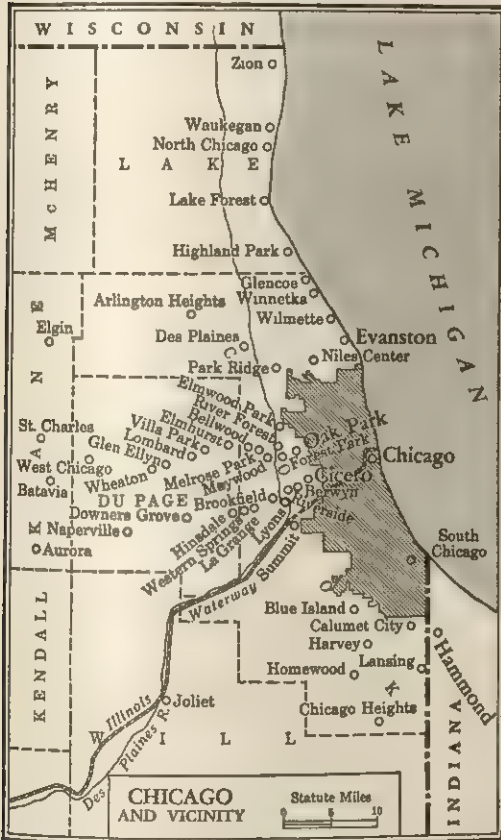 WISCONSIN
LAKE MICHIGAN
McHENRY
LAKE
Zion
Waukegan
North Chicago
Lake Forest
Highland Park
Glencoe
Winnetka
Wilmette
Arlington Heights
Elgin
KANE
Des Plaines
Evanston
Niles Center
Park Ridge
COOK
Elmwood Park
River Forest
Bellwood
Elmhurst
Villa Park
Lombard
Glen Ellyn
Wheaton
Melrose Park
Maywood
Oak Park
Forest Park
Chicago
Cicero
Berwyn
Riverside
Brookfield
St. Charles
West Chicago
Batavia
DU PAGE
Downers Grove
Naperville
Aurora
Hinsdale
Western Springs
La Grange
Lyons
Summit
South
Chicago
KENDALL
Waterway
Blue Island
Calumet City
Harvey
Lansing
Homewood
Hammond
Chicago Heights
Illinois
W.
Joliet
Des Plaines R.
WILL
INDIANA
CHICAGO
AND VICINITY
Statute Miles
0 5 10